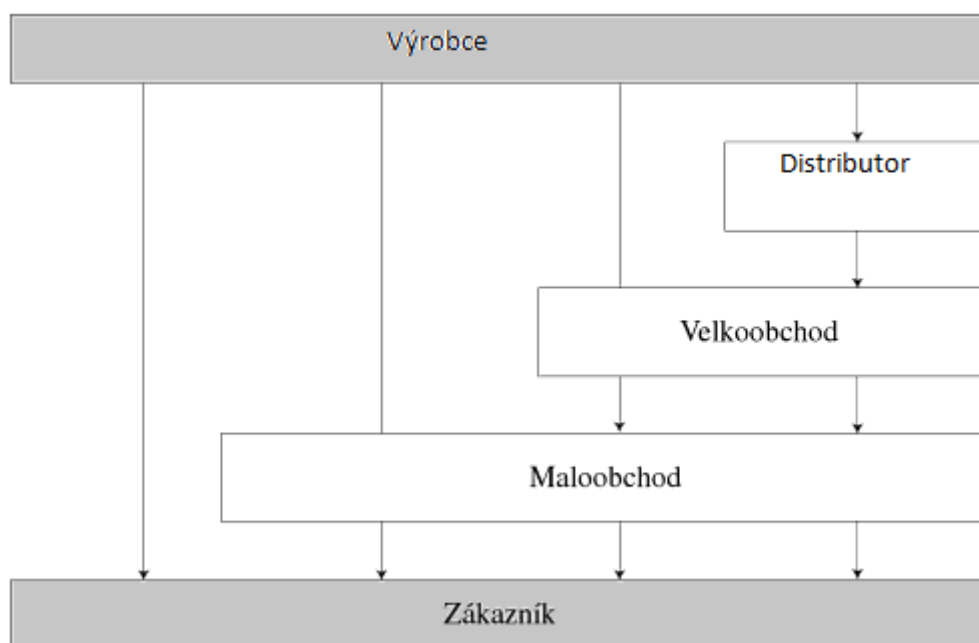 Výrobce
Distributor
Velkoobchod
Maloobchod
Zákazník